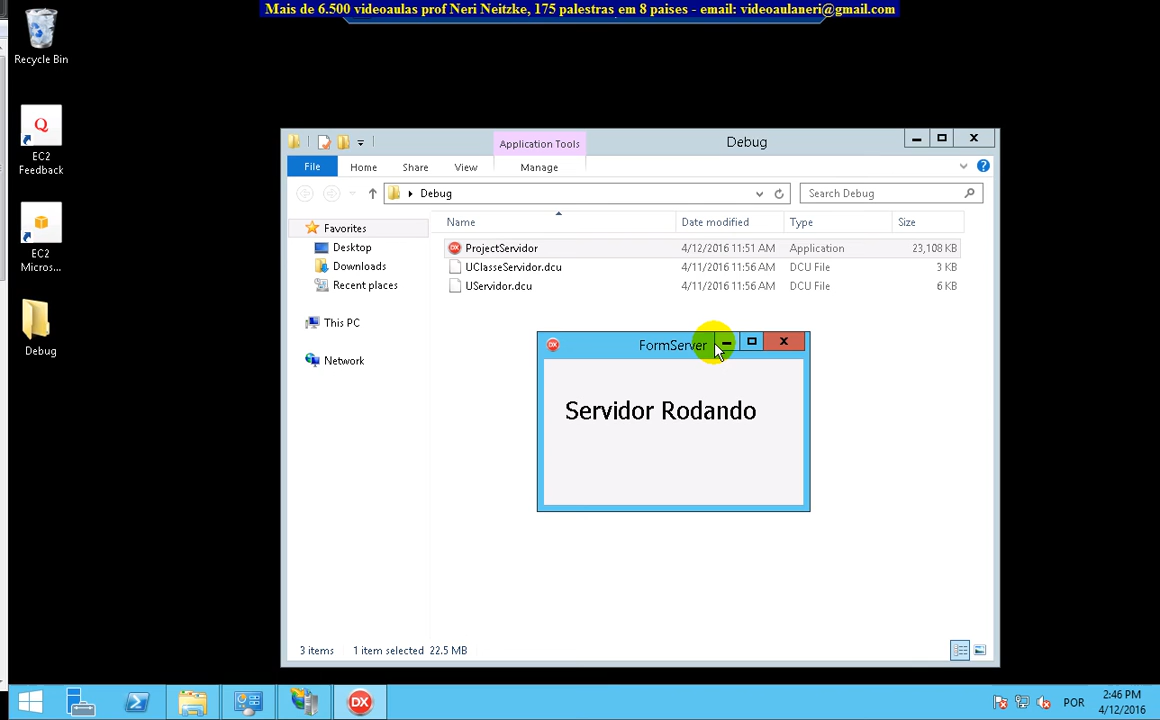 Mais de 6.500 videoaulas prof Neri Neitzke, 175 palestras em 8 paises - email: videoaulaneri@gmail.com
Recycle Bin
EC2
Feedback
EC2
Micros...
Debug
Application Tools
Debug
File Home Share View Manage
Debug
Search Debug
Name Date modified Type Size
Favorites
Desktop
Downloads
Recent places
This PC
Network
ProjectServidor 4/12/2016 11:51 AM Application 23,108 KB
UClasseServidor.dcu 4/11/2016 11:56 AM DCU File 3 KB
UServidor.dcu 4/11/2016 11:56 AM DCU File 6 KB
DX
FormServer
Servidor Rodando
3 items 1 item selected 22.5 MB
DX
POR
2:46 PM
4/12/2016